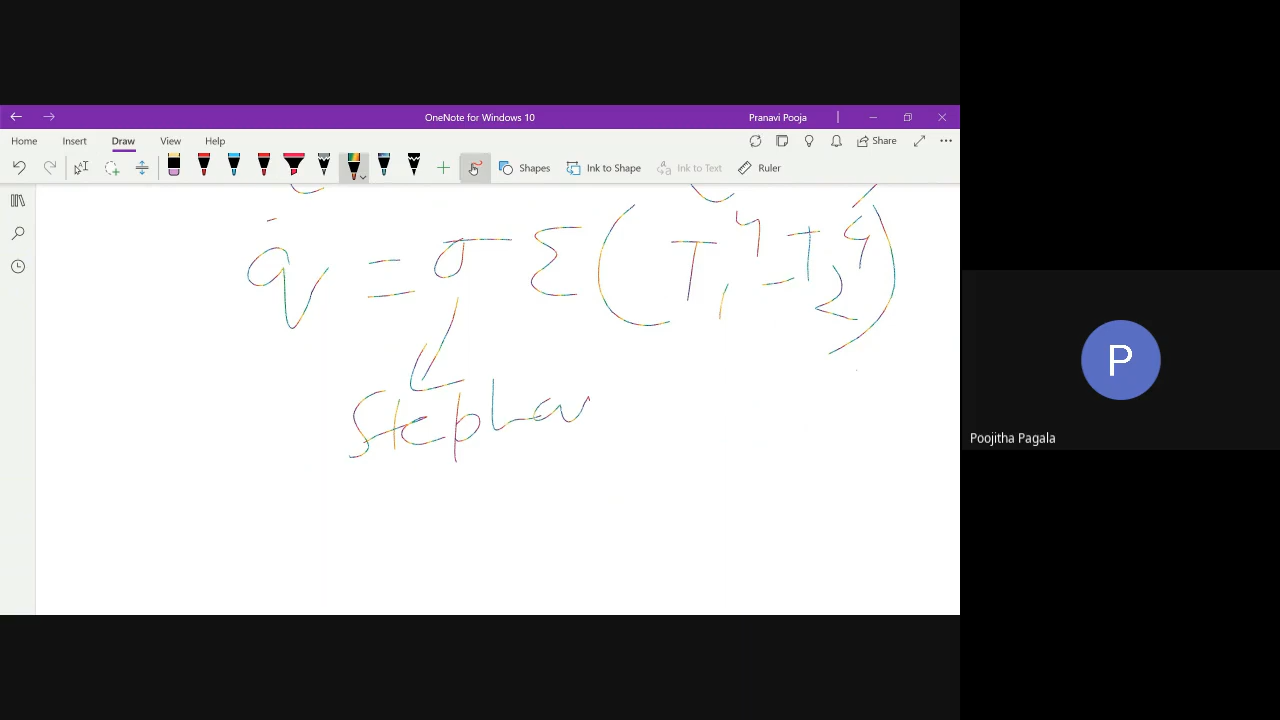 OneNote for Windows 10
Pranavi Pooja
Home Insert Draw View Help
Share
Shapes Ink to Shape Ink to Text Ruler
q̇ = σ Σ (T₁⁴ - T₂⁴)
Stephan
P
Poojitha Pagala